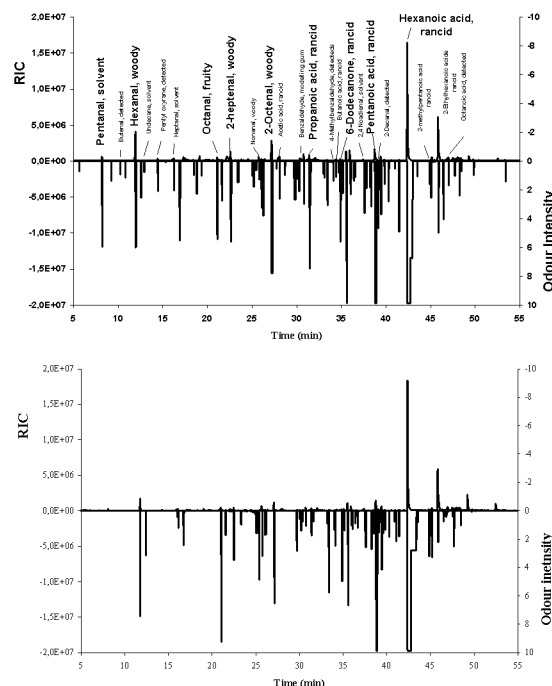 Hexanoic acid,
rancid
Pentanal, solvent
Butenal, detected
Hexanal, woody
Undecane, solvent
Pentyl oxyrane, detected
Heptenal, solvent
Octanal, fruity
2-heptenal, woody
Nonanal, woody
2-Octenal, woody
Acetic acid, rancid
Benzaldehyde, modelling gum
Propanoic acid, rancid
4-Methylbenzaldehyde, detecteds
Butanoic acid, rancid
6-Dodecanone, rancid
2,4 Noadienal, solvent
Pentanoic acid, rancid
2-Decenal, detected
2-methylpentanoic acid
rancid
2-Ethylhexanoic acide
rancid
Octanoic acid, detected
RIC
2,0E+07
1,5E+07
1,0E+07
5,0E+06
0,0E+00
-5,0E+06
-1,0E+07
-1,5E+07
-2,0E+07
-10
-8
-6
-4
-2
0
2
4
6
8
10
Odour Intensity
5 10 15 20 25 30 35 40 45 50 55
Time (min)
RIC
2,0E+07
1,5E+07
1,0E+07
5,0E+06
0,0E+00
-5,0E+06
-1,0E+07
-1,5E+07
-2,0E+07
-10
-8
-6
-4
-2
0
2
4
6
8
10
Odour inetnsity
5 10 15 20 25 30 35 40 45 50 55
Time (min)